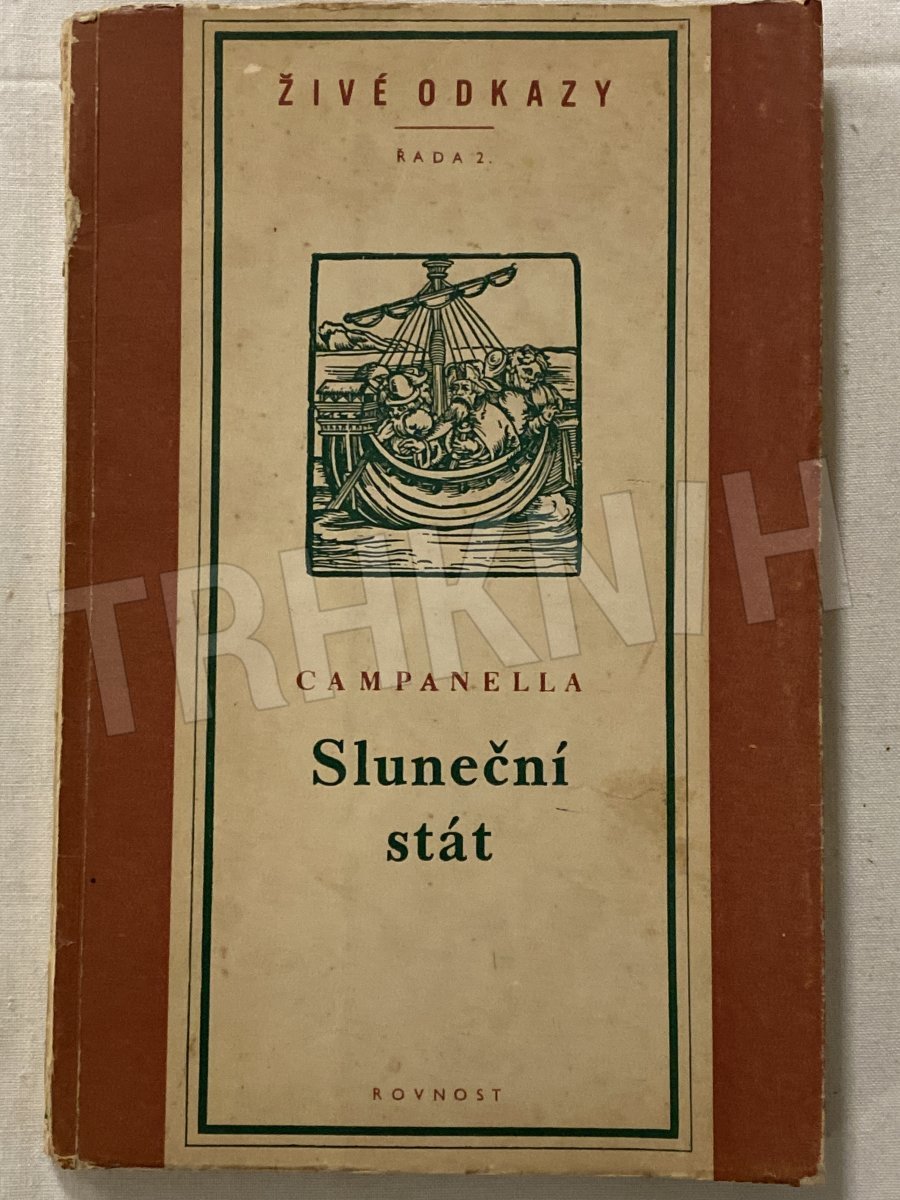 ŽIVÉ ODKAZY
ŘADA 2.
TRHKNIH
CAMPANELLA
Sluneční
stát
ROVNOST